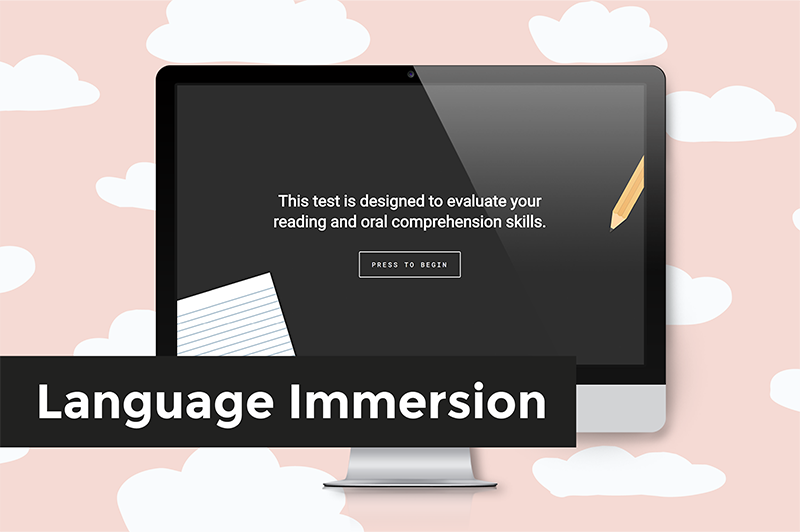 This test is designed to evaluate your
reading and oral comprehension skills.
PRESS TO BEGIN
Language Immersion